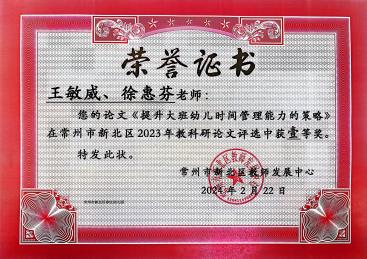 荣誉证书
王敏威、徐惠芬老师：
您的论文《提升大班幼儿时间管理能力的策略》
在常州市新北区2023年教科研论文评选中获壹等奖。
特发此状。
常州市新北区教师发展中心
2024年2月22日